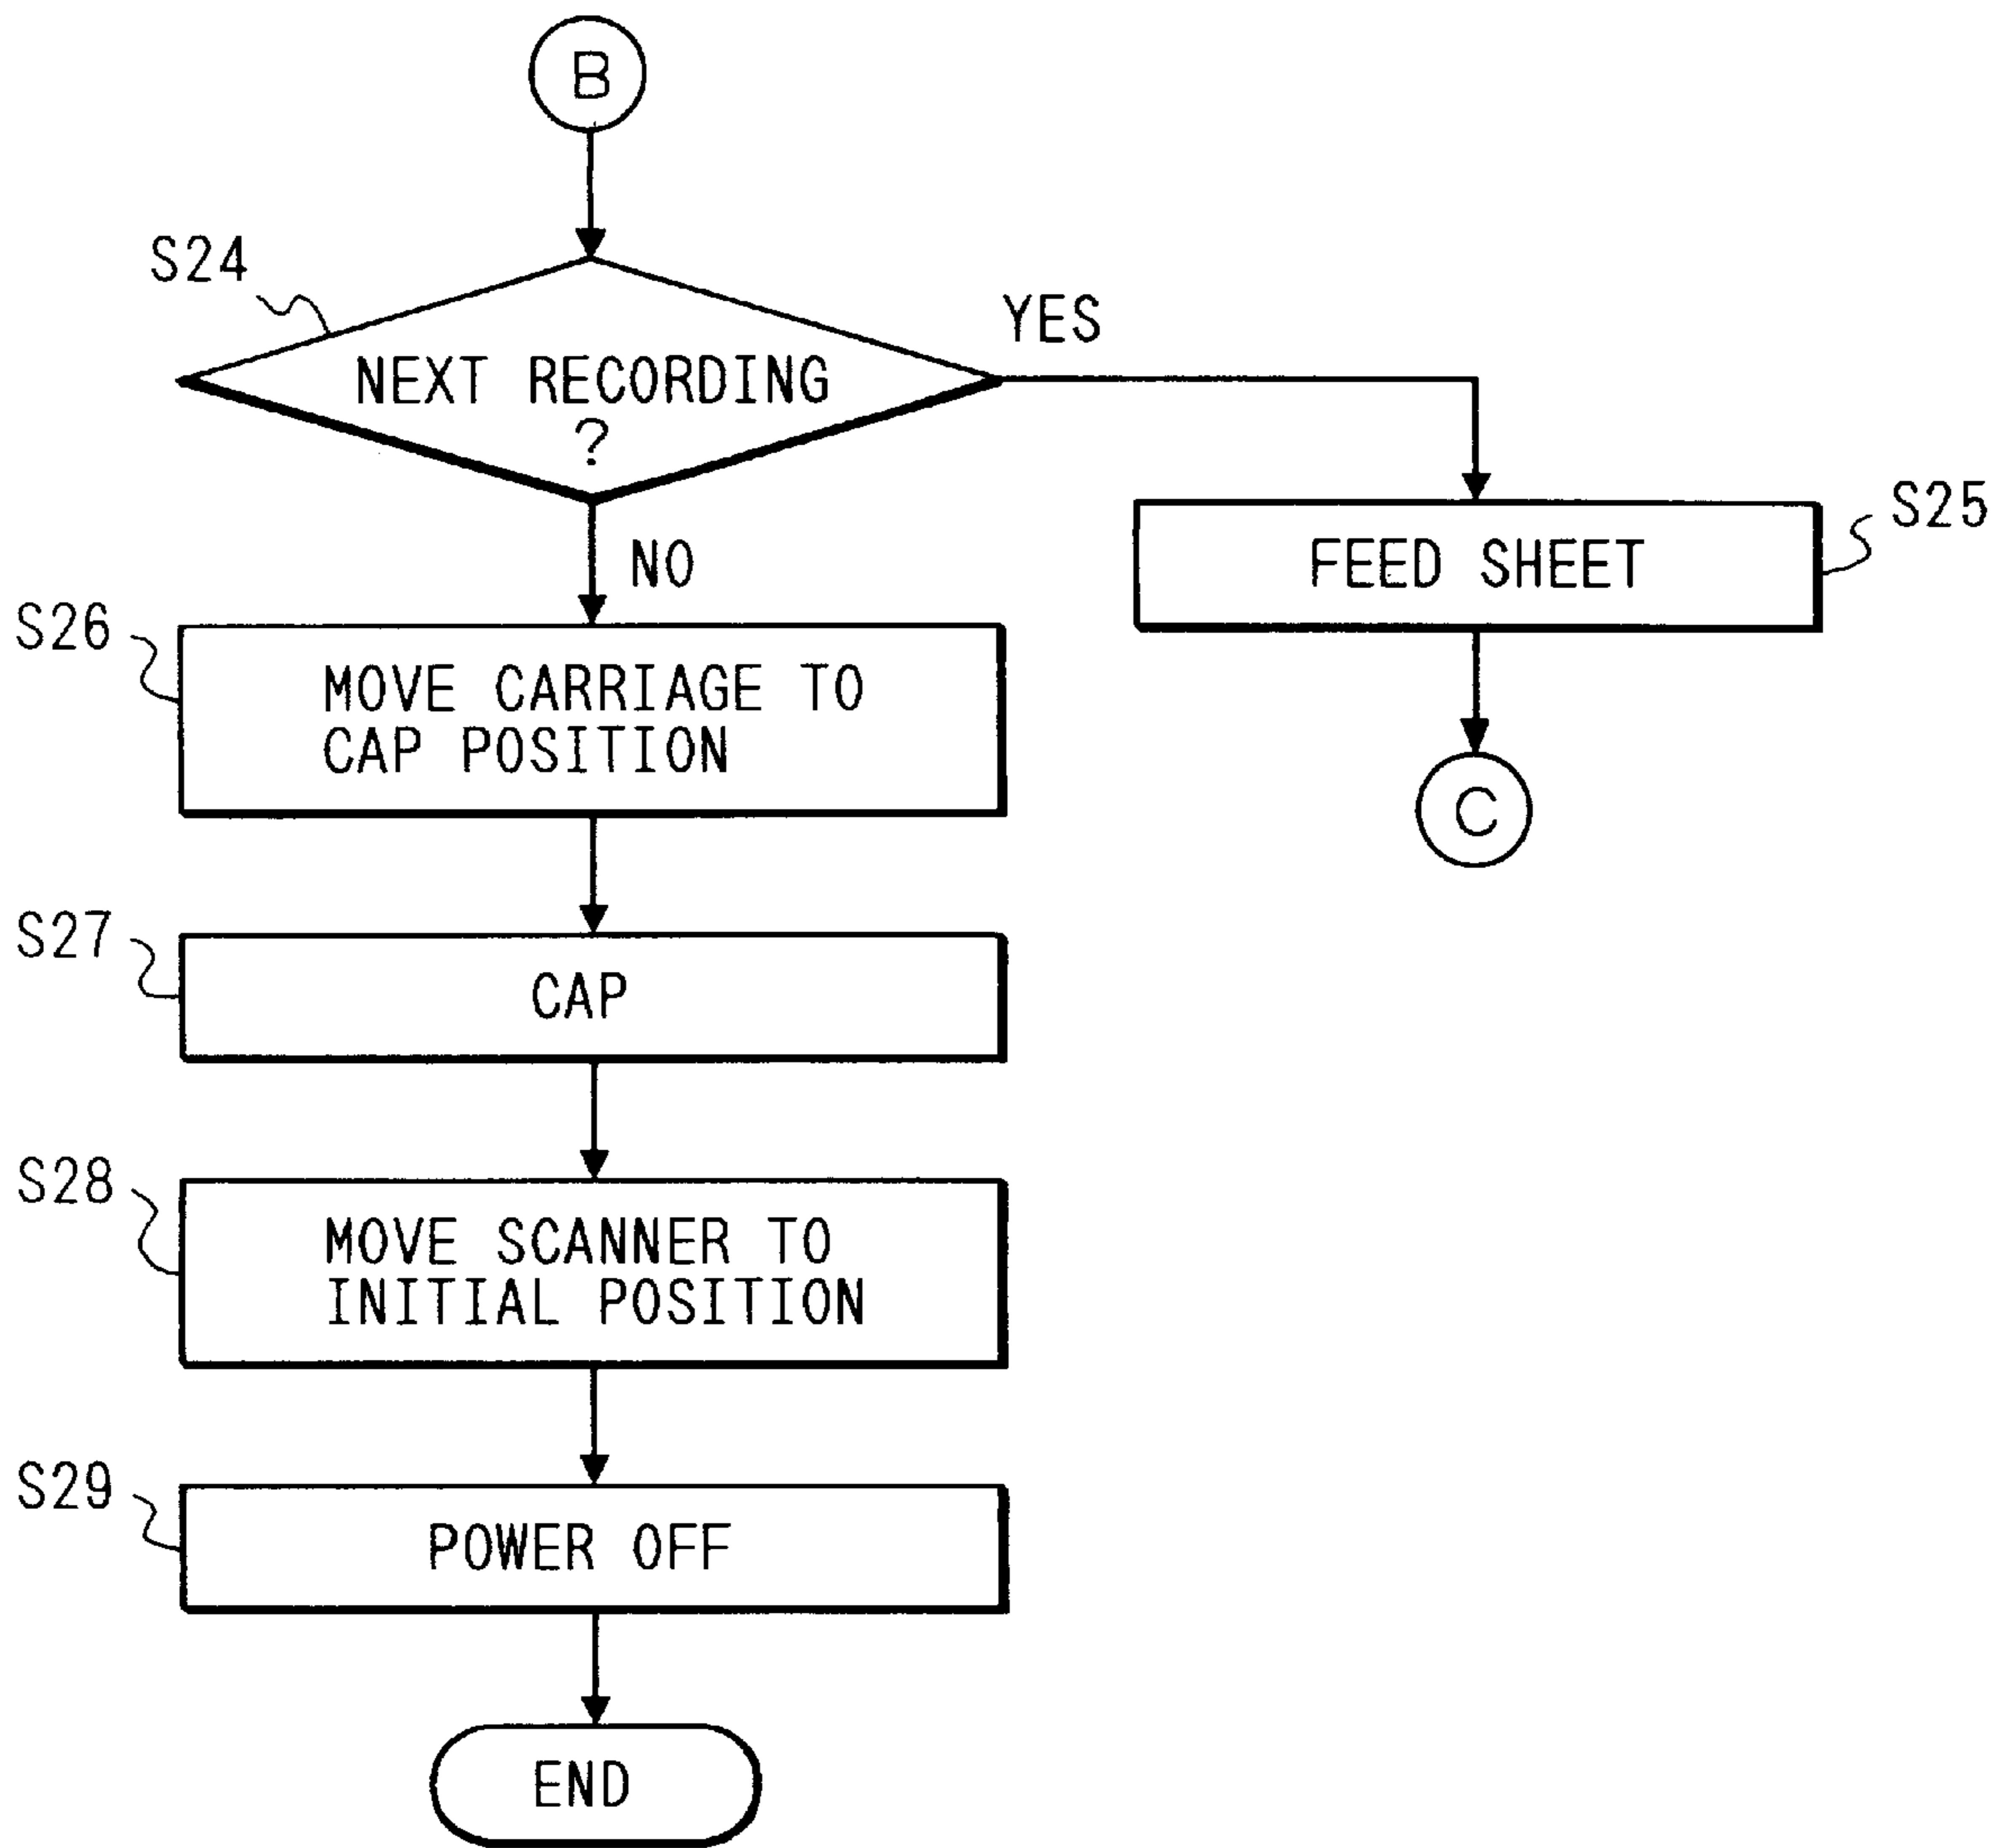 B
S24
YES
NEXT RECORDING
?
S25
FEED SHEET
NO
S26
MOVE CARRIAGE TO
CAP POSITION
C
S27
CAP
S28
MOVE SCANNER TO
INITIAL POSITION
S29
POWER OFF
END